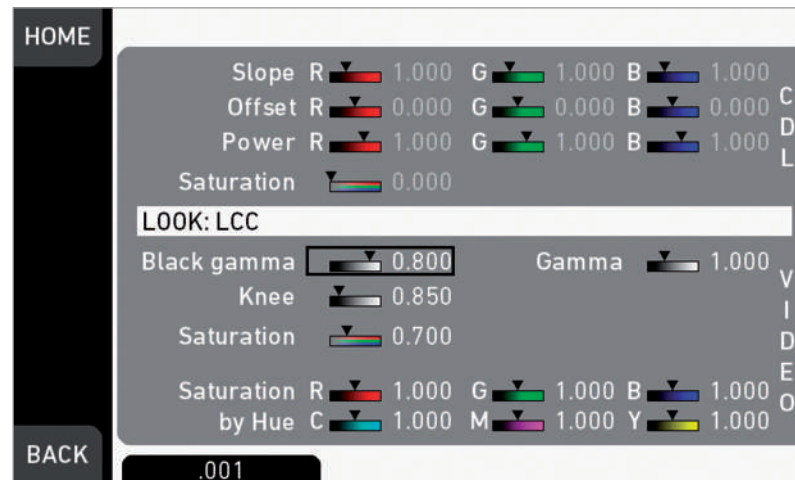 HOME
Slope R 1.000 G 1.000 B 1.000
Offset R 0.000 G 0.000 B 0.000
Power R 1.000 G 1.000 B 1.000
Saturation 0.000
CDL
LOOK: LCC
Black gamma 0.800 Gamma 1.000
Knee 0.850
Saturation 0.700
Saturation R 1.000 G 1.000 B 1.000
by Hue C 1.000 M 1.000 Y 1.000
VIDEO
BACK
.001